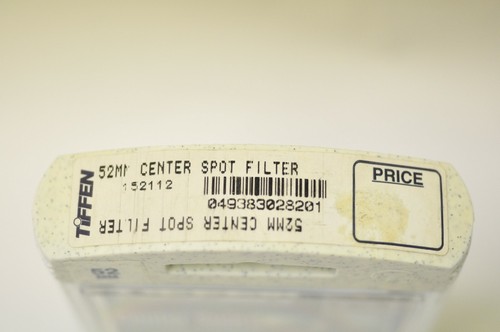 TIFFEN
52MM CENTER SPOT FILTER
152112
049383028201
52MM CENTER SPOT FILTER
PRICE
52